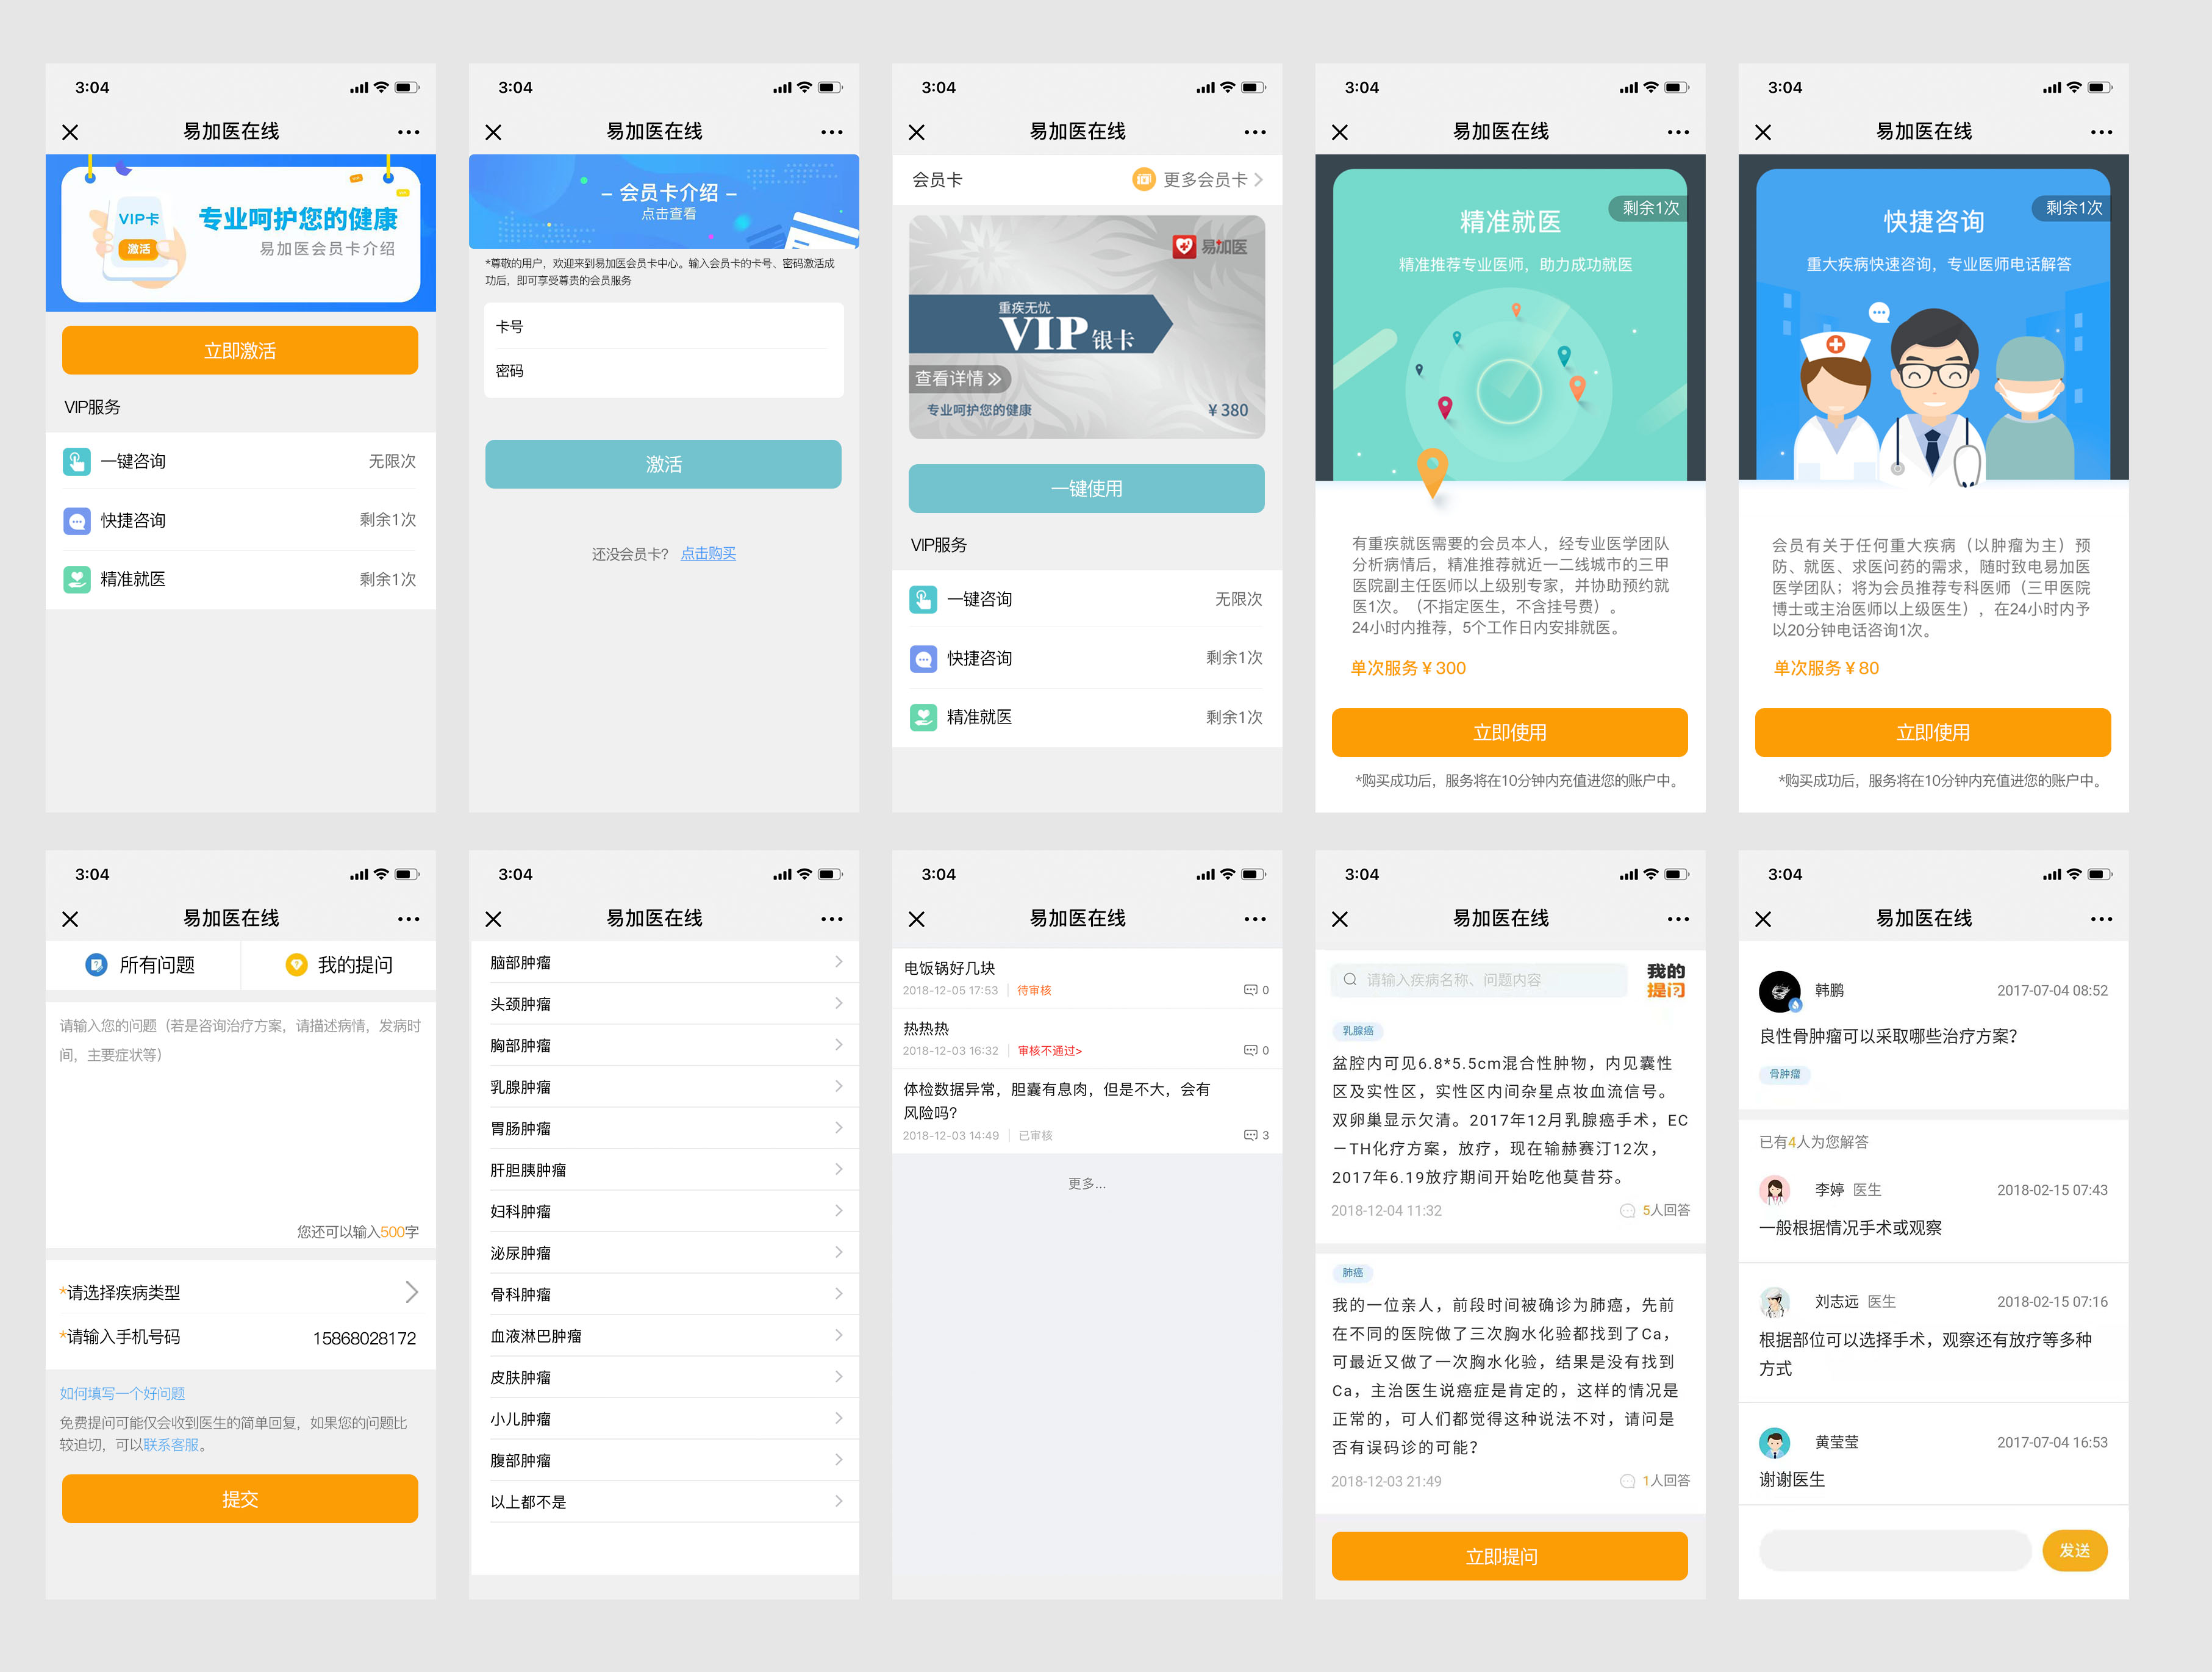 3:04
易加医在线
VIP卡
激活
专业呵护您的健康
易加医会员卡介绍
立即激活
VIP服务
一键咨询 无限次
快捷咨询 剩余1次
精准就医 剩余1次
3:04
易加医在线
– 会员卡介绍 –
点击查看
*尊敬的用户，欢迎来到易加医会员卡中心。输入会员卡的卡号、密码激活成
功后，即可享受尊贵的会员服务
卡号
密码
激活
还没会员卡？ 点击购买
3:04
易加医在线
会员卡 更多会员卡
易加医
重疾无忧
VIP 银卡
查看详情
专业呵护您的健康 ¥380
一键使用
VIP服务
一键咨询 无限次
快捷咨询 剩余1次
精准就医 剩余1次
3:04
易加医在线
剩余1次
精准就医
精准推荐专业医师，助力成功就医
有重疾就医需要的会员本人，经专业医学团队
分析病情后，精准推荐就近一二线城市的三甲
医院副主任医师以上级别专家，并协助预约就
医1次。（不指定医生，不含挂号费）。
24小时内推荐，5个工作日内安排就医。
单次服务¥300
立即使用
*购买成功后，服务将在10分钟内充值进您的账户中。
3:04
易加医在线
剩余1次
快捷咨询
重大疾病快速咨询，专业医师电话解答
会员有关于任何重大疾病（以肿瘤为主）预
防、就医、求医问药的需求，随时致电易加医
医学团队；将为会员推荐专科医师（三甲医院
博士或主治医师以上级医生），在24小时内予
以20分钟电话咨询1次。
单次服务¥80
立即使用
*购买成功后，服务将在10分钟内充值进您的账户中。
3:04
易加医在线
所有问题 我的提问
请输入您的问题（若是咨询治疗方案，请描述病情，发病时
间，主要症状等）
您还可以输入500字
*请选择疾病类型
*请输入手机号码 15868028172
如何填写一个好问题
免费提问可能仅会收到医生的简单回复，如果您的问题比
较迫切，可以联系客服。
提交
3:04
易加医在线
脑部肿瘤
头颈肿瘤
胸部肿瘤
乳腺肿瘤
胃肠肿瘤
肝胆胰肿瘤
妇科肿瘤
泌尿肿瘤
骨科肿瘤
血液淋巴肿瘤
皮肤肿瘤
小儿肿瘤
腹部肿瘤
以上都不是
3:04
易加医在线
电饭锅好几块
2018-12-05 17:53 待审核 0
热热热
2018-12-03 16:32 审核不通过> 0
体检数据异常，胆囊有息肉，但是不大，会有
风险吗？
2018-12-03 14:49 已审核 3
更多...
3:04
易加医在线
请输入疾病名称、问题内容
我的
提问
乳腺癌
盆腔内可见6.8*5.5cm混合性肿物，内见囊性
区及实性区，实性区内间杂星点妆血流信号。
双卵巢显示欠清。2017年12月乳腺癌手术，EC
－TH化疗方案，放疗，现在输赫赛汀12次，
2017年6.19放疗期间开始吃他莫昔芬。
2018-12-04 11:32 5人回答
肺癌
我的一位亲人，前段时间被确诊为肺癌，先前
在不同的医院做了三次胸水化验都找到了Ca，
可最近又做了一次胸水化验，结果是没有找到
Ca，主治医生说癌症是肯定的，这样的情况是
正常的，可人们都觉得这种说法不对，请问是
否有误码诊的可能？
2018-12-03 21:49 1人回答
立即提问
3:04
易加医在线
韩鹏 2017-07-04 08:52
良性骨肿瘤可以采取哪些治疗方案？
骨肿瘤
已有4人为您解答
李婷 医生 2018-02-15 07:43
一般根据情况手术或观察
刘志远 医生 2018-02-15 07:16
根据部位可以选择手术，观察还有放疗等多种
方式
黄莹莹 2017-07-04 16:53
谢谢医生
发送